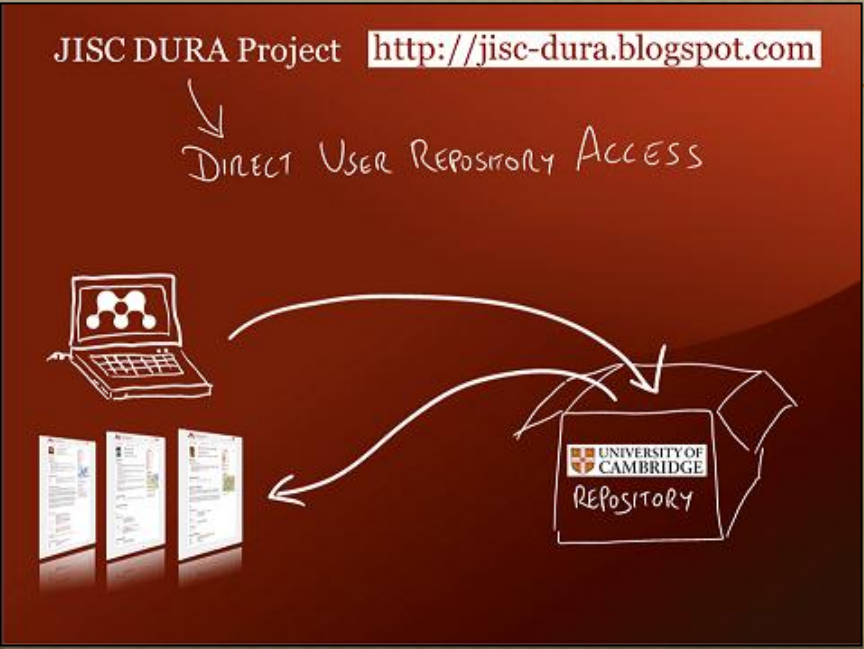 JISC DURA Project http://jisc-dura.blogspot.com
DIRECT USER REPOSITORY ACCESS
UNIVERSITY OF
CAMBRIDGE
REPOSITORY